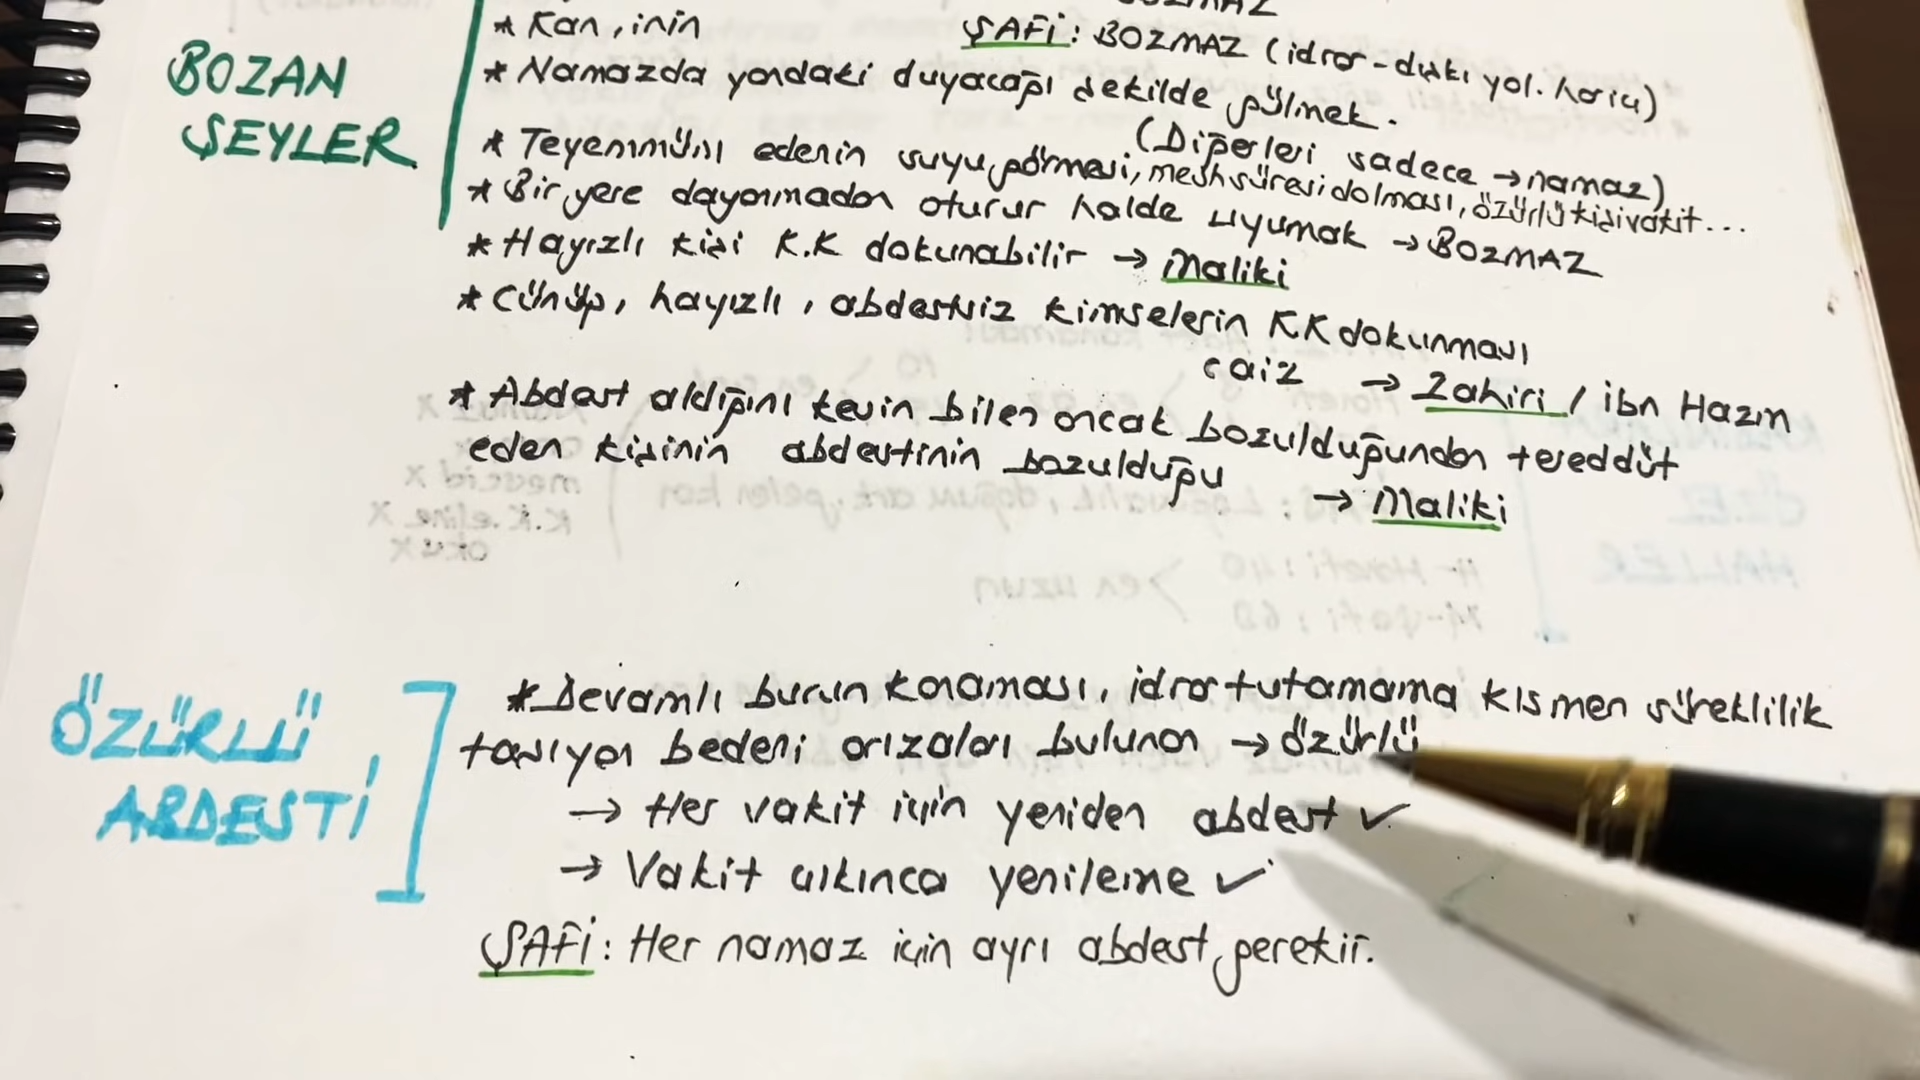 BOZAN
ŞEYLER
* Kan, irin
ŞAFİ: BOZMAZ (idrar-dışkı yol. harici)
* Namazda yandaki duyacağı şekilde gülmek.
(Diğerleri sadece → namaz)
* Teyemmüm edenin suyu görmesi, mesh süresi dolması, özürlü kişi vakit...
* Bir yere dayanmadan oturur halde uyumak → BOZMAZ
* Hayızlı kişi K.K dokunabilir → Maliki
* Cünüp, hayızlı, abdestsiz kimselerin KK dokunması
caiz → Zahiri / ibn Hazm
* Abdest aldığını kesin bilen ancak bozulduğundan tereddüt
eden kişinin abdestinin bozulduğu → Maliki
ÖZÜRLÜ
ABDESTİ
* Devamlı burun kanaması, idrar tutamama kısmen süreklilik
taşıyan bedeni arızaları bulunan → özürlü
→ Her vakit için yeniden abdest ✓
→ Vakit çıkınca yenileme ✓
ŞAFİ: Her namaz için ayrı abdest gerekir.